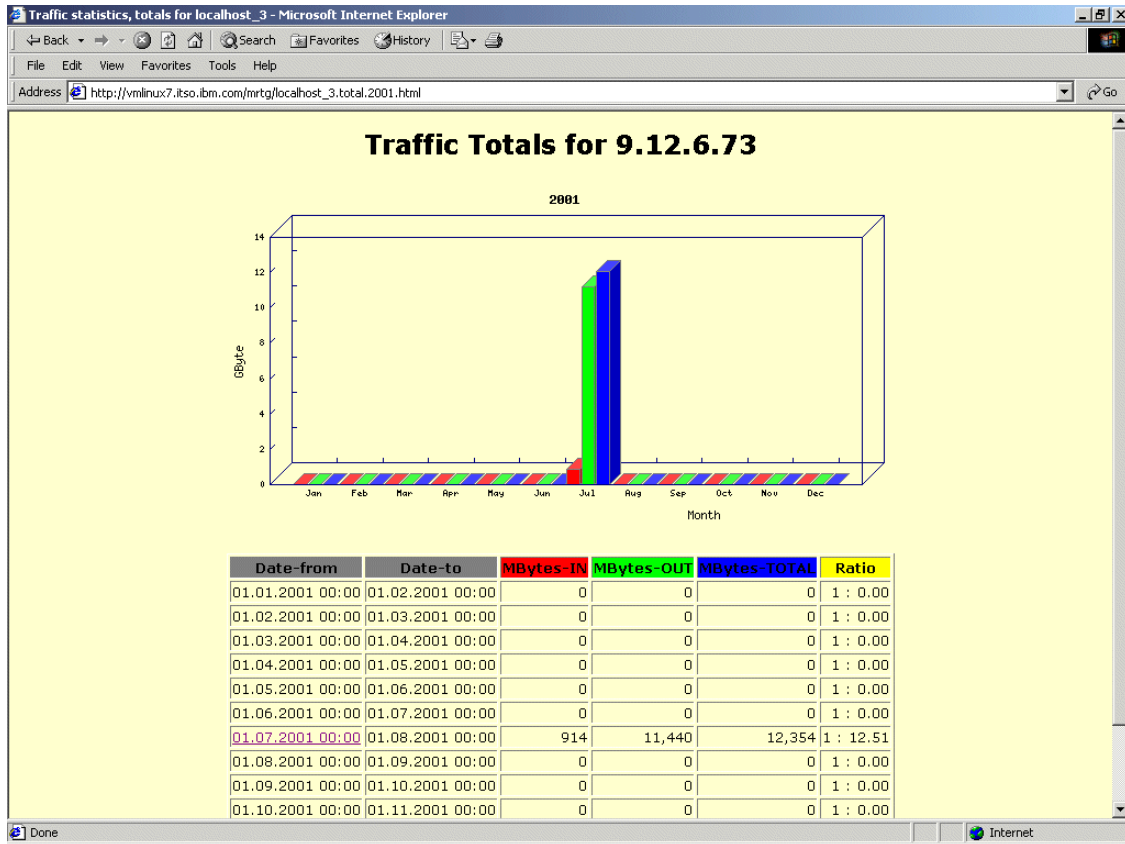 Traffic statistics, totals for localhost_3 - Microsoft Internet Explorer
Back Search Favorites History
File Edit View Favorites Tools Help
Address http://vmlinux7.itso.ibm.com/mrtg/localhost_3.total.2001.html Go
Traffic Totals for 9.12.6.73
2001
14
12
10
8
6
4
2
0
GByte
Jan Feb Mar Apr May Jun Jul Aug Sep Oct Nov Dec
Month
Date-from Date-to MBytes-IN MBytes-OUT MBytes-TOTAL Ratio
01.01.2001 00:00 01.02.2001 00:00 0 0 0 1 : 0.00
01.02.2001 00:00 01.03.2001 00:00 0 0 0 1 : 0.00
01.03.2001 00:00 01.04.2001 00:00 0 0 0 1 : 0.00
01.04.2001 00:00 01.05.2001 00:00 0 0 0 1 : 0.00
01.05.2001 00:00 01.06.2001 00:00 0 0 0 1 : 0.00
01.06.2001 00:00 01.07.2001 00:00 0 0 0 1 : 0.00
01.07.2001 00:00 01.08.2001 00:00 914 11,440 12,354 1 : 12.51
01.08.2001 00:00 01.09.2001 00:00 0 0 0 1 : 0.00
01.09.2001 00:00 01.10.2001 00:00 0 0 0 1 : 0.00
01.10.2001 00:00 01.11.2001 00:00 0 0 0 1 : 0.00
Done Internet